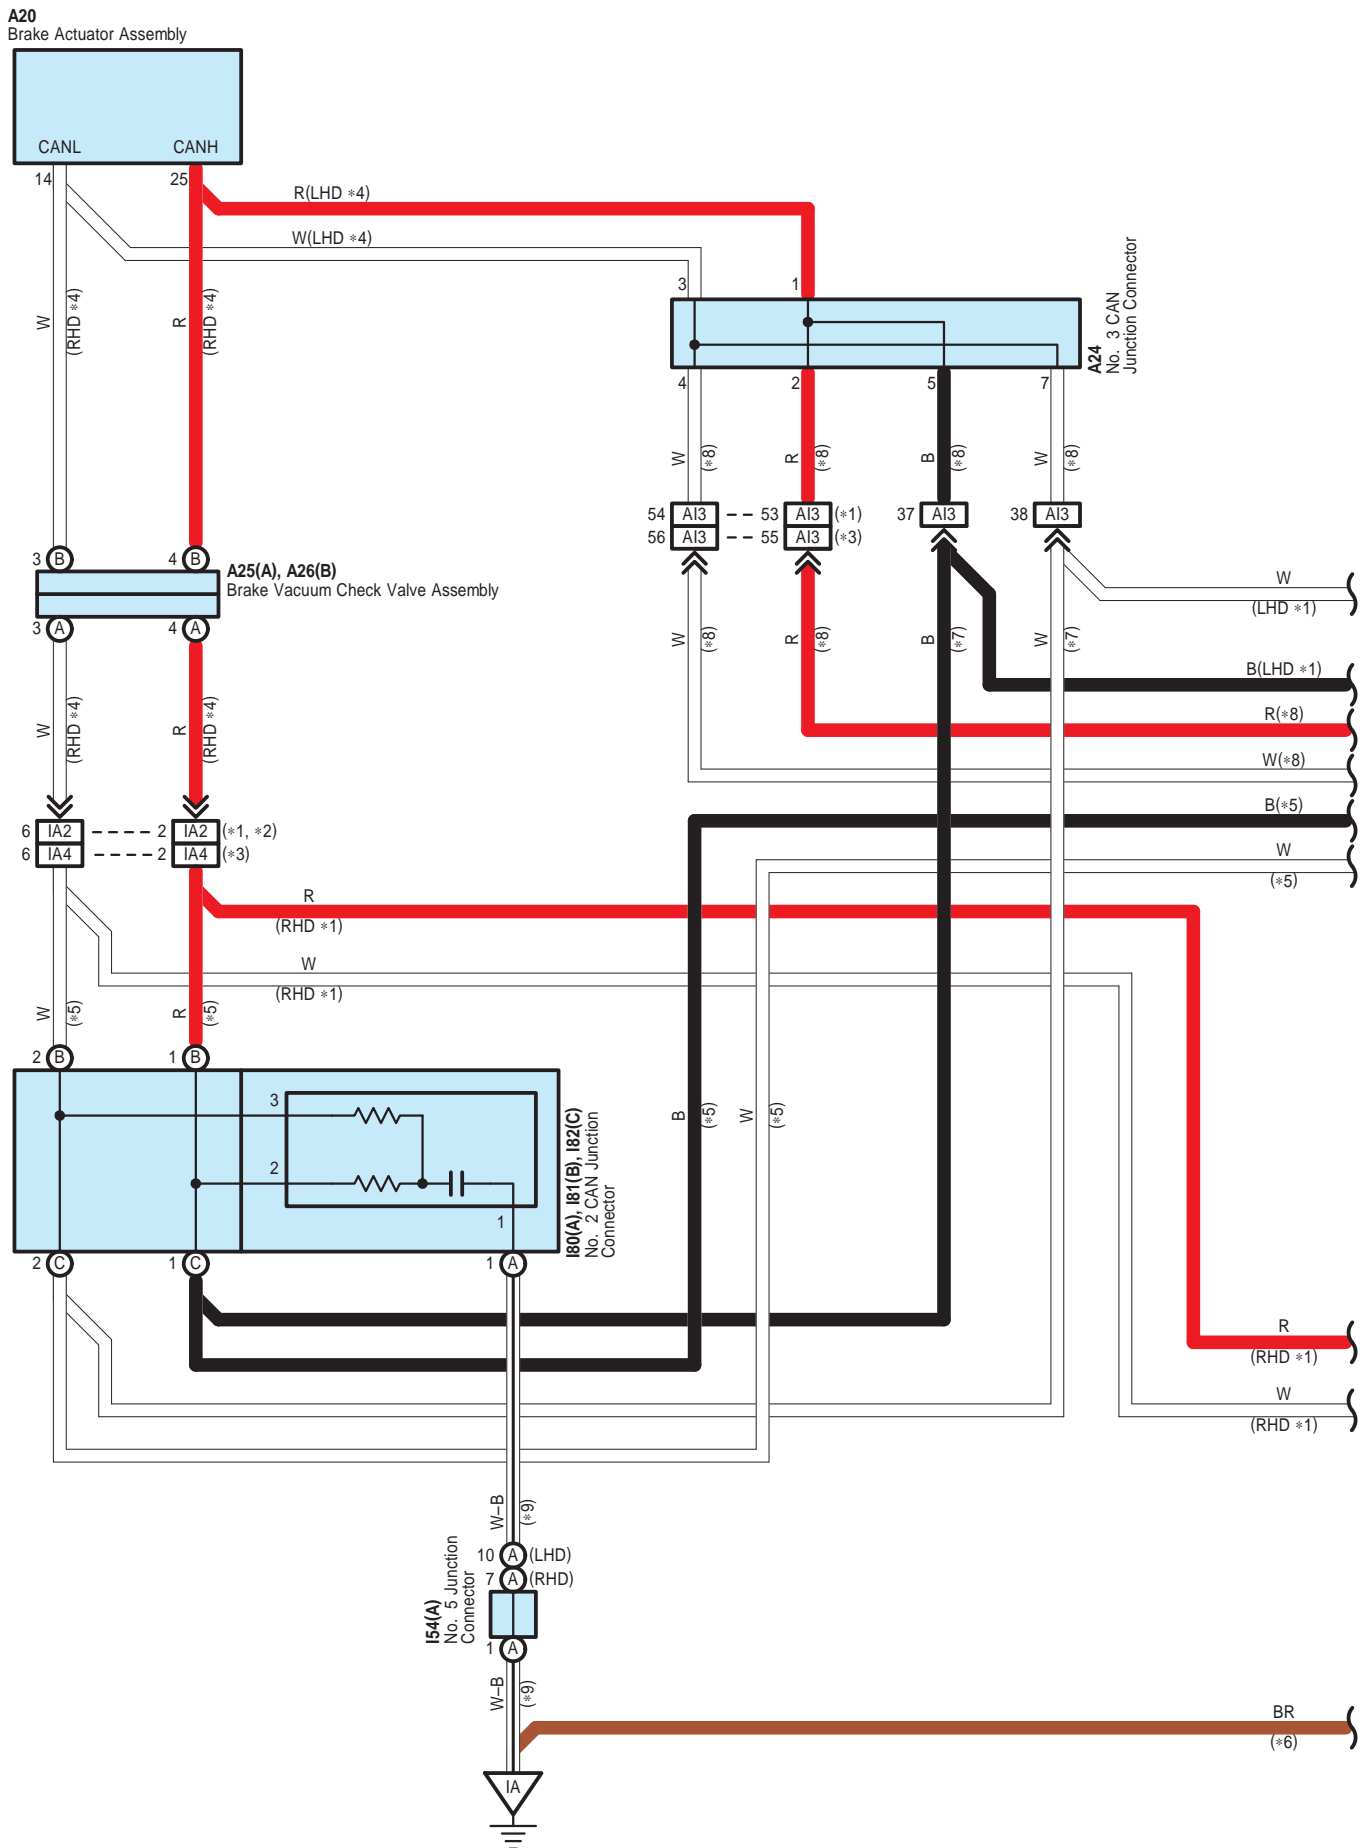 A20
Brake Actuator Assembly
CANL
CANH
14
25
R(LHD *4)
W(LHD *4)
W
(RHD *4)
R
(RHD *4)
3
1
A24
No. 3 CAN
Junction Connector
4
2
5
7
W
(*8)
R
(*8)
B
(*8)
W
(*8)
54
AI3
53
AI3
(*1)
37
AI3
38
AI3
56
AI3
55
AI3
(*3)
3
B
4
B
A25(A), A26(B)
Brake Vacuum Check Valve Assembly
3
A
4
A
W
(LHD *1)
W
(*8)
R
(*8)
B
(*7)
W
(*7)
B(LHD *1)
R(*8)
W(*8)
B(*5)
W
(*5)
W
(RHD *4)
R
(RHD *4)
6
IA2
2
IA2
(*1, *2)
6
IA4
2
IA4
(*3)
R
(RHD *1)
W
(RHD *1)
W
(*5)
R
(*5)
2
B
1
B
3
2
1
I80(A), I81(B), I82(C)
No. 2 CAN Junction
Connector
B
(*5)
W
(*5)
2
C
1
C
1
A
R
(RHD *1)
W
(RHD *1)
W–B
(*9)
10
A
(LHD)
7
A
(RHD)
I54(A)
No. 5 Junction
Connector
1
A
W–B
(*9)
BR
(*6)
IA